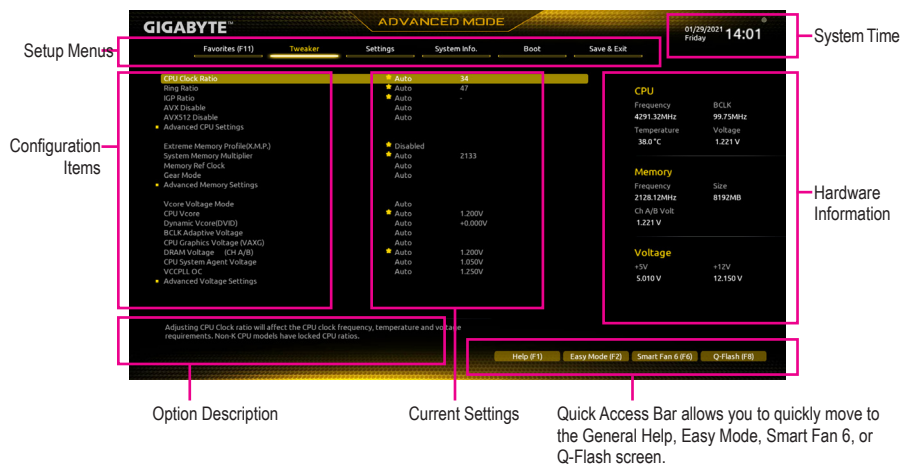 GIGABYTE™
ADVANCED MODE
01/29/2021
Friday
14:01
System Time
Setup Menus
Favorites (F11) Tweaker Settings System Info. Boot Save & Exit
CPU Clock Ratio Auto 34
Ring Ratio Auto 47
IGP Ratio Auto -
AVX Disable Auto
AVX512 Disable Auto
Advanced CPU Settings
Extreme Memory Profile(X.M.P.) Disabled
System Memory Multiplier Auto 2133
Memory Ref Clock Auto
Gear Mode Auto
Advanced Memory Settings
Vcore Voltage Mode Auto
CPU Vcore Auto 1.200V
Dynamic Vcore(DVID) Auto +0.000V
BCLK Adaptive Voltage Auto
CPU Graphics Voltage (VAXG) Auto
DRAM Voltage (CH A/B) Auto 1.200V
CPU System Agent Voltage Auto 1.050V
VCCPLL OC Auto 1.250V
Advanced Voltage Settings
Configuration
Items
CPU
Frequency BCLK
4291.32MHz 99.75MHz
Temperature Voltage
38.0 °C 1.221 V
Memory
Frequency Size
2128.12MHz 8192MB
Ch A/B Volt
1.221 V
Voltage
+5V +12V
5.010 V 12.150 V
Hardware
Information
Adjusting CPU Clock ratio will affect the CPU clock frequency, temperature and voltage
requirements. Non-K CPU models have locked CPU ratios.
Help (F1) Easy Mode (F2) Smart Fan 6 (F6) Q-Flash (F8)
Option Description
Current Settings
Quick Access Bar allows you to quickly move to
the General Help, Easy Mode, Smart Fan 6, or
Q-Flash screen.